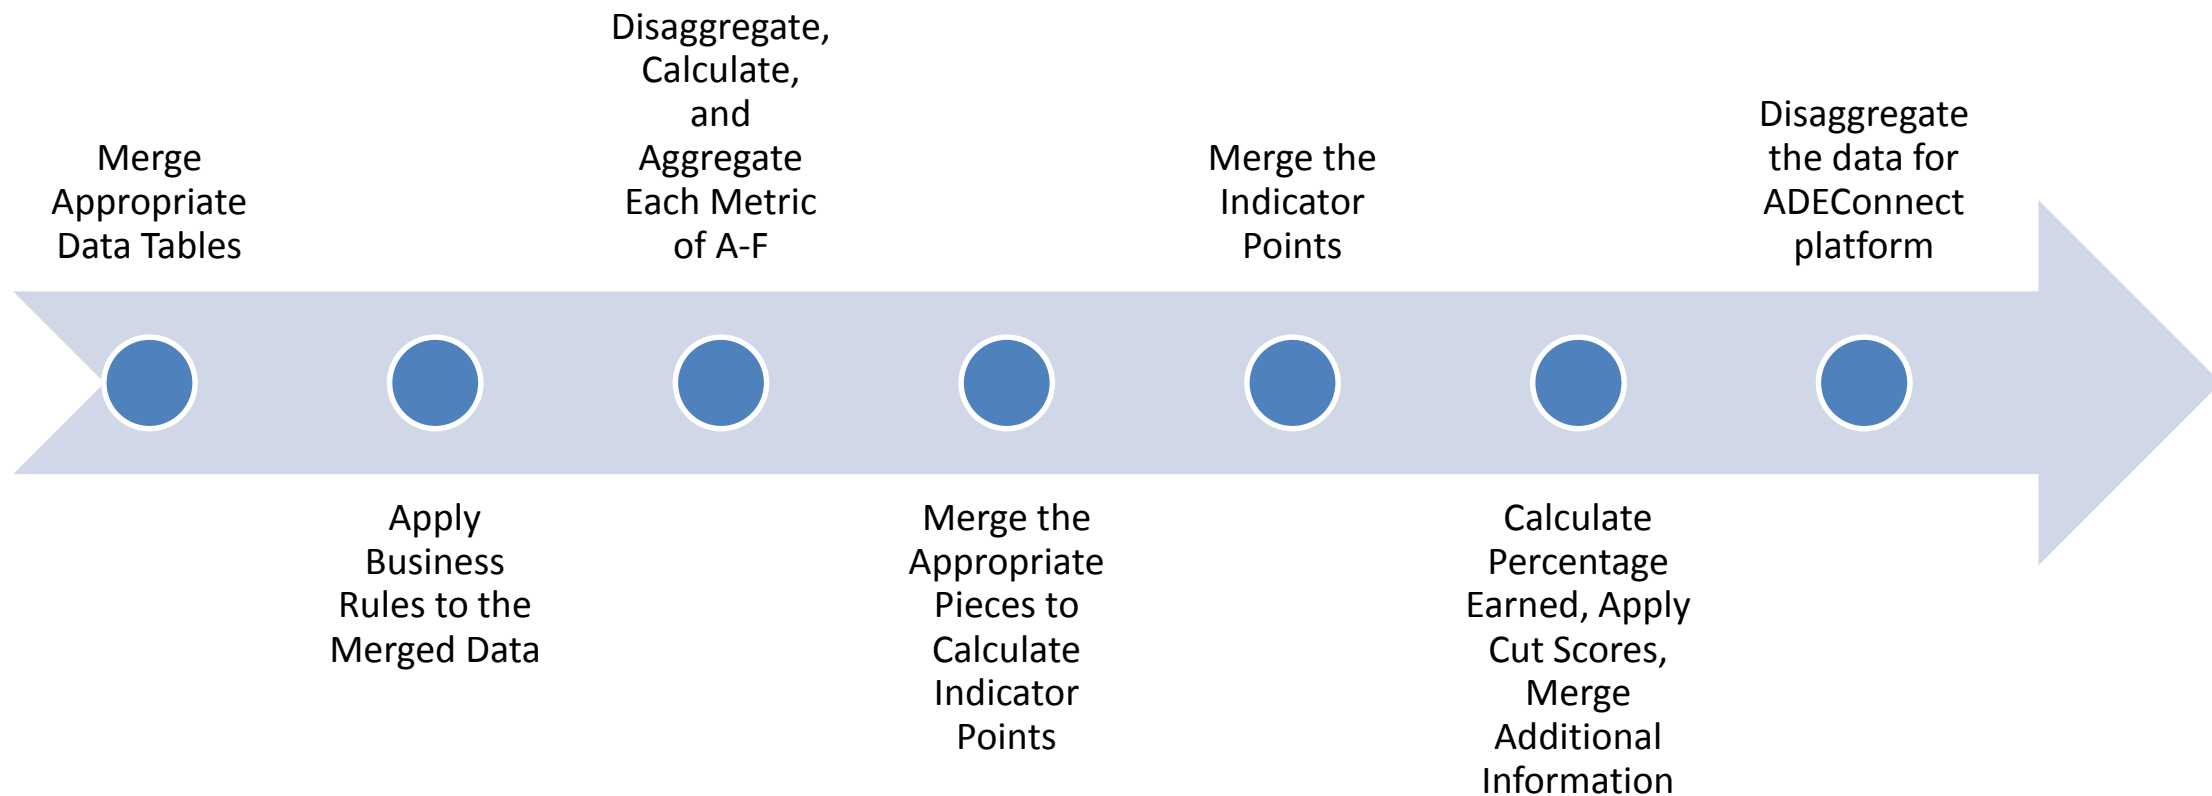 Merge
Appropriate
Data Tables
Apply
Business
Rules to the
Merged Data
Disaggregate,
Calculate,
and
Aggregate
Each Metric
of A-F
Merge the
Appropriate
Pieces to
Calculate
Indicator
Points
Merge the
Indicator
Points
Calculate
Percentage
Earned, Apply
Cut Scores,
Merge
Additional
Information
Disaggregate
the data for
ADEConnect
platform